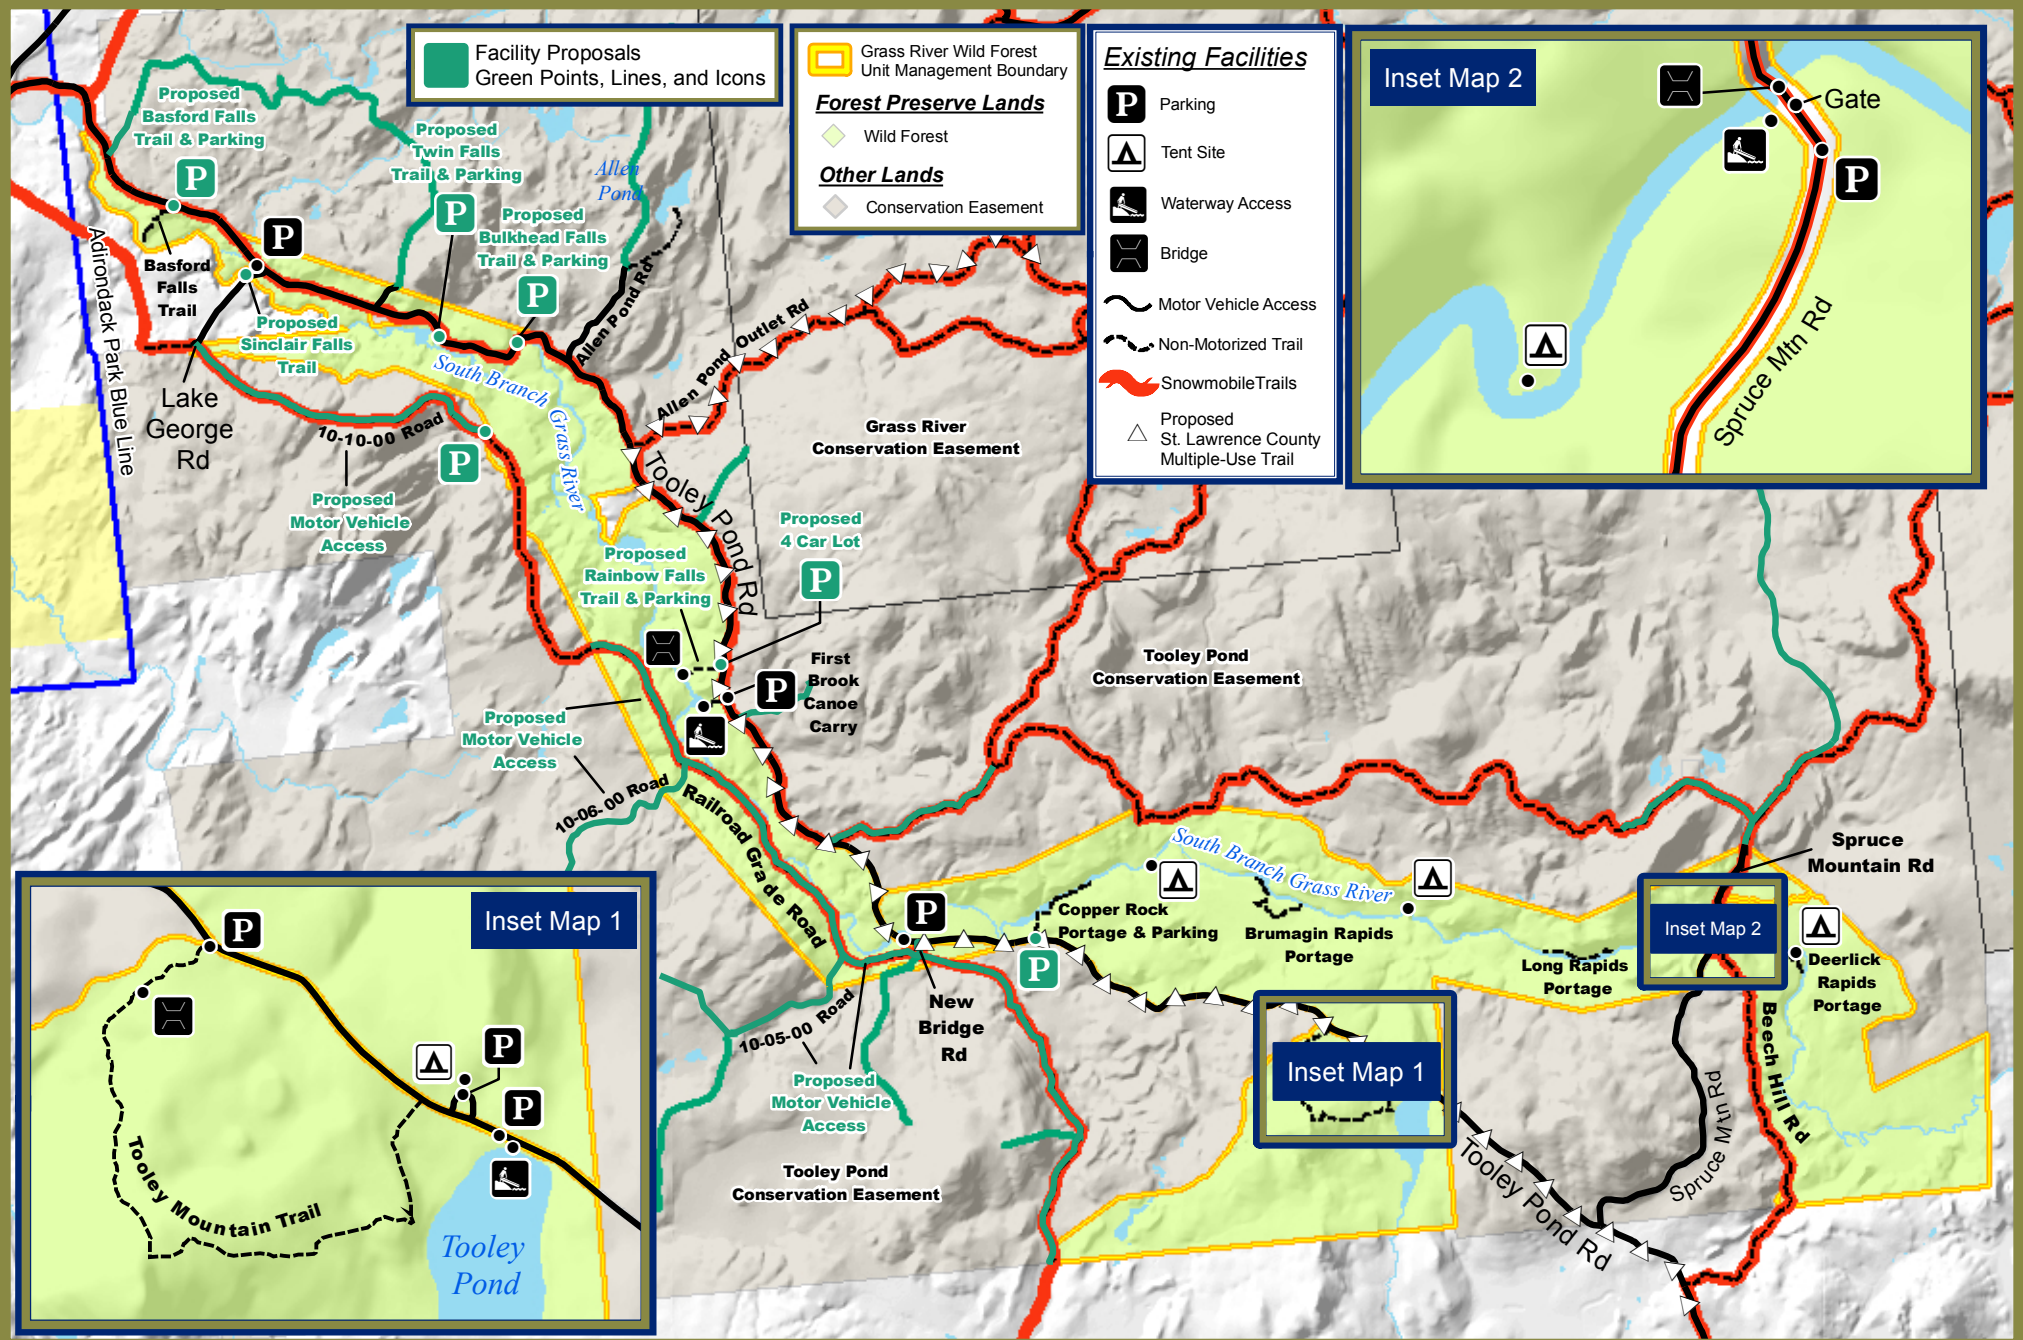 Facility Proposals
Green Points, Lines, and Icons
Grass River Wild Forest
Unit Management Boundary
Forest Preserve Lands
Wild Forest
Other Lands
Conservation Easement
Existing Facilities
P
Parking
Tent Site
Waterway Access
Bridge
Motor Vehicle Access
Non-Motorized Trail
SnowmobileTrails
Proposed
St. Lawrence County
Multiple-Use Trail
Inset Map 2
Gate
P
Spruce Mtn Rd
Proposed
Basford Falls
Trail & Parking
P
Proposed
Twin Falls
Trail & Parking
P
Allen
Pond
Proposed
Bulkhead Falls
Trail & Parking
P
P
Adirondack Park Blue Line
Basford
Falls
Trail
Proposed
Sinclair Falls
Trail
Allen Pond Rd
Allen Pond Outlet Rd
South Branch Grass River
Lake
George
Rd
10-10-00 Road
P
Proposed
Motor Vehicle
Access
Grass River
Conservation Easement
Tooley Pond Rd
Proposed
4 Car Lot
P
Proposed
Rainbow Falls
Trail & Parking
First
Brook
Canoe
Carry
P
Tooley Pond
Conservation Easement
Proposed
Motor Vehicle
Access
10-06-00 Road
Railroad Grade Road
South Branch Grass River
Spruce
Mountain Rd
P
Copper Rock
Portage & Parking
P
Brumagin Rapids
Portage
Long Rapids
Portage
Inset Map 2
Deerlick
Rapids
Portage
New
Bridge
Rd
10-05-00 Road
Proposed
Motor Vehicle
Access
Tooley Pond
Conservation Easement
Inset Map 1
Beech Hill Rd
Spruce Mtn Rd
Tooley Pond Rd
Inset Map 1
P
P
P
Tooley Mountain Trail
Tooley
Pond